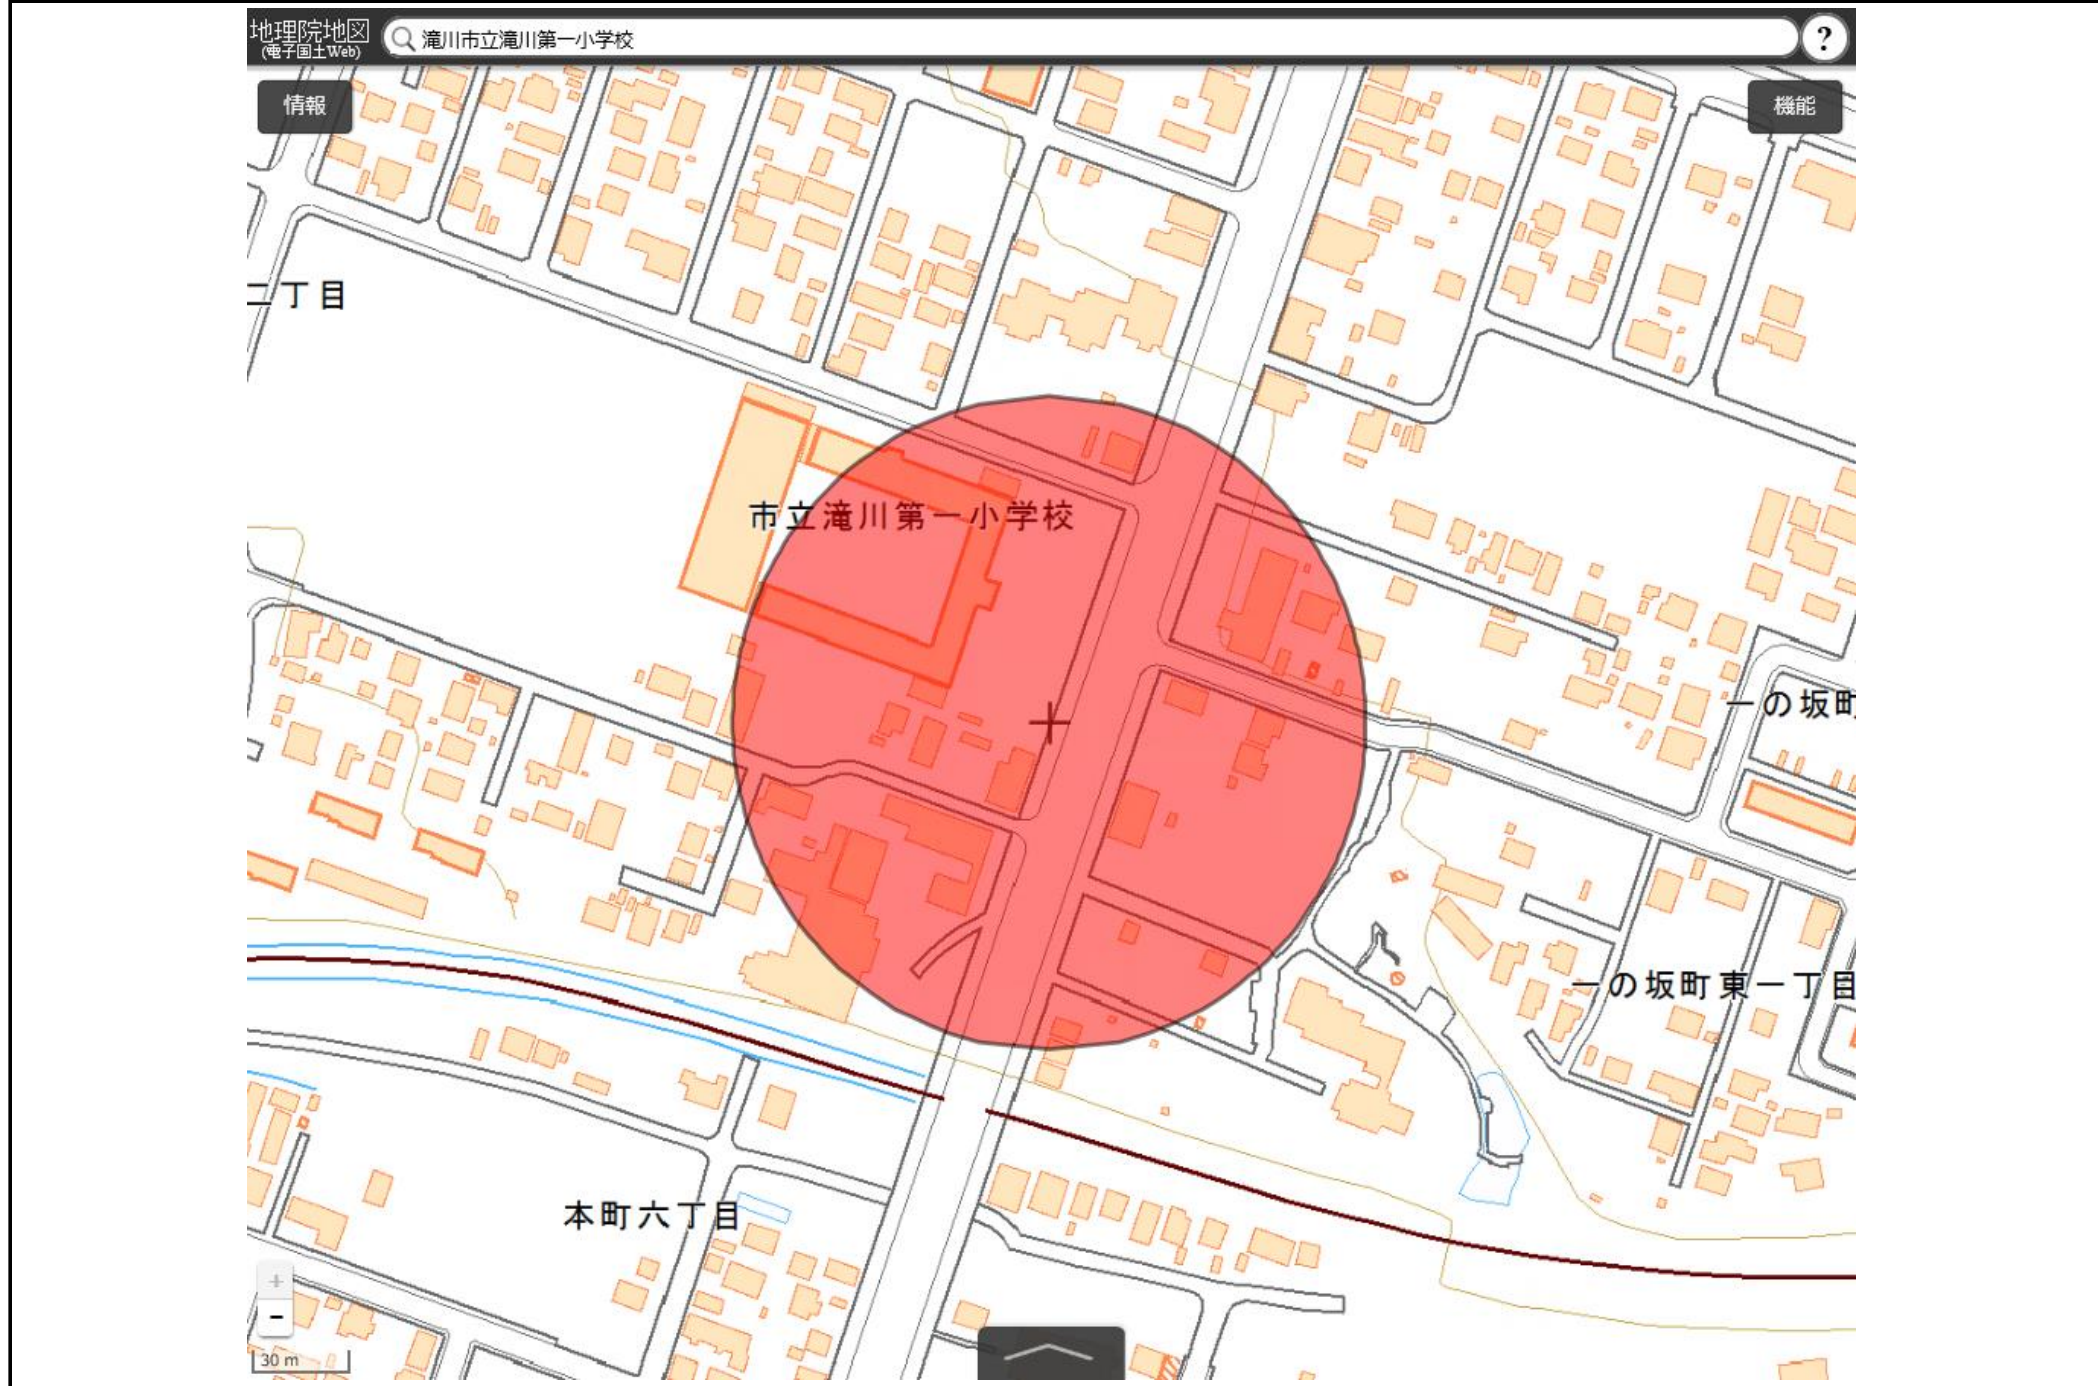 地理院地図
(電子国土Web)
滝川市立滝川第一小学校
?
情報
機能
二丁目
市立滝川第一小学校
一の坂町
一の坂町東一丁目
本町六丁目
+
-
30 m